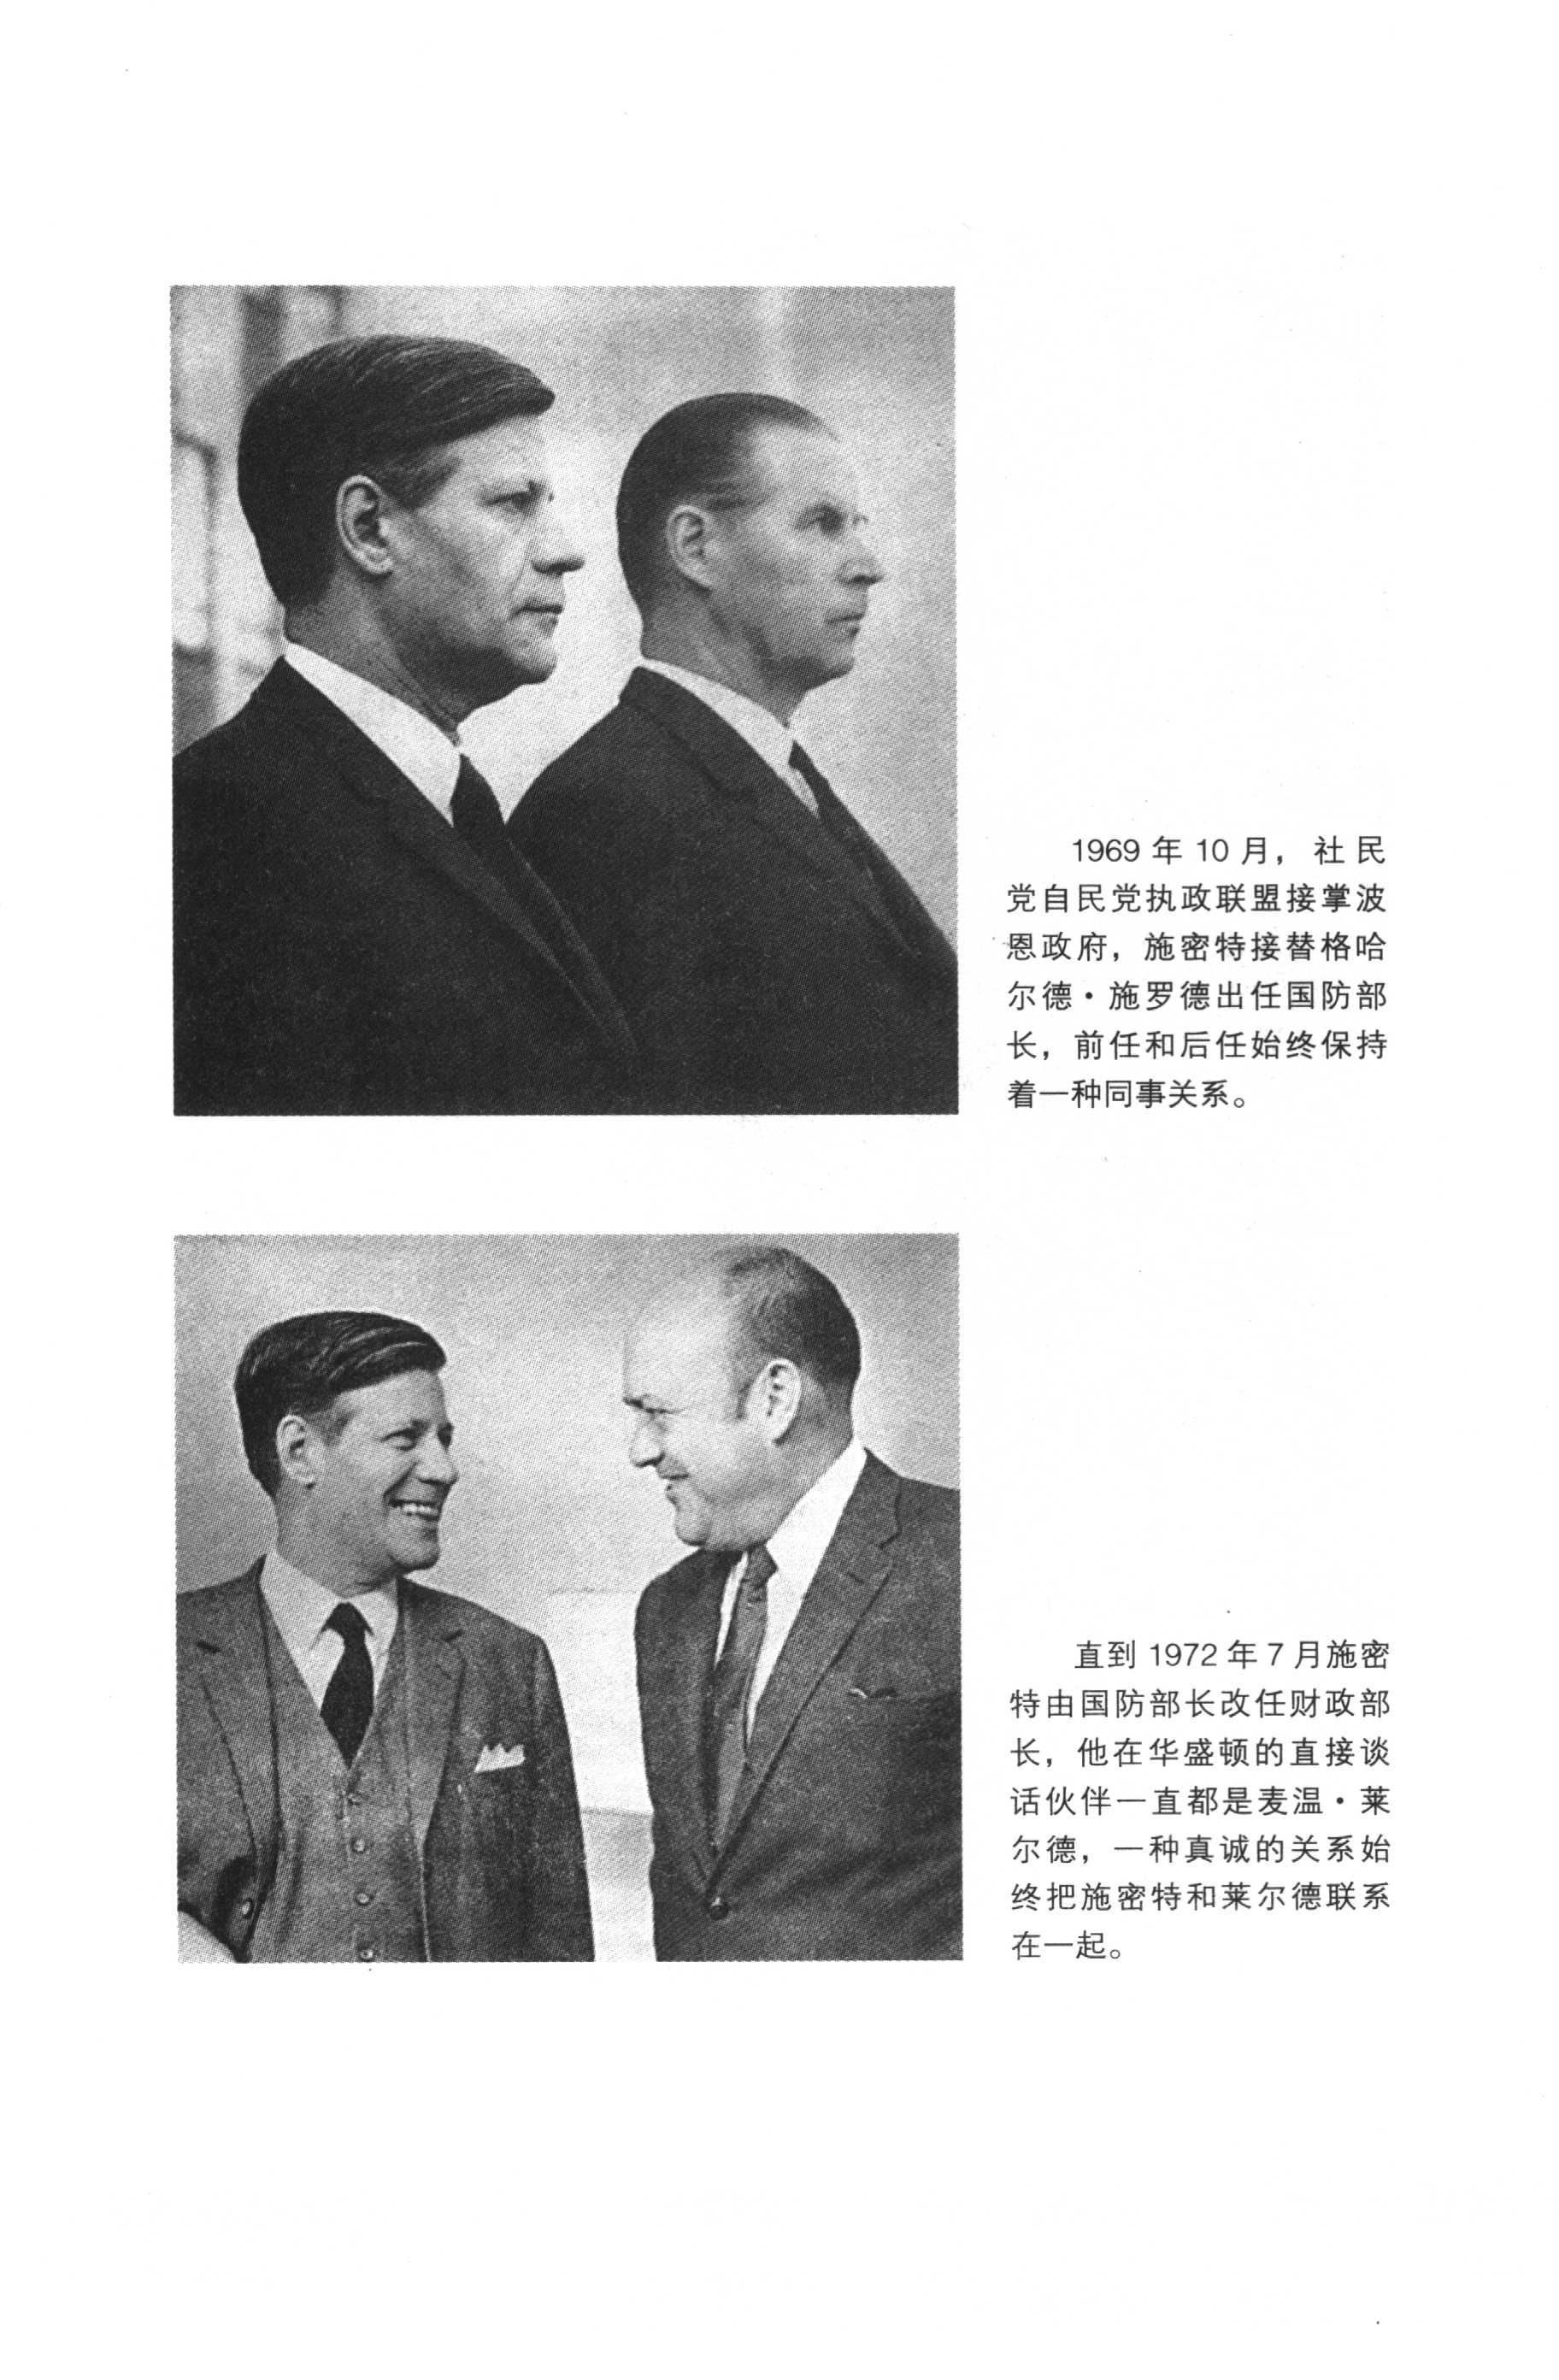 1969 年 10 月，社民
党自民党执政联盟接掌波
恩政府，施密特接替格哈
尔德·施罗德出任国防部
长，前任和后任始终保持
着一种同事关系。
直到 1972 年 7 月施密
特由国防部长改任财政部
长，他在华盛顿的直接谈
话伙伴一直都是麦温·莱
尔德，一种真诚的关系始
终把施密特和莱尔德联系
在一起。